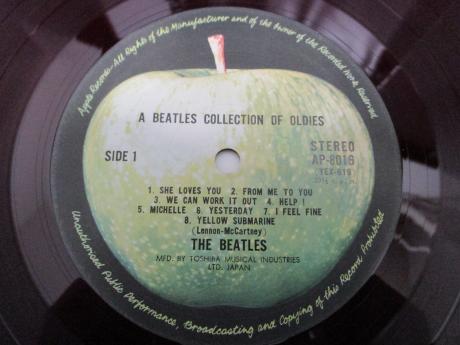 Apple Records-All Rights of the Manufacturer and of the Owner of the Recorded Work Reserved
A BEATLES COLLECTION OF OLDIES
SIDE 1
STEREO
AP-8016
(YEX-619)
1. SHE LOVES YOU 2. FROM ME TO YOU
3. WE CAN WORK IT OUT 4. HELP !
5. MICHELLE 6. YESTERDAY 7. I FEEL FINE
8. YELLOW SUBMARINE
(Lennon-McCartney)
THE BEATLES
MFD. BY TOSHIBA MUSICAL INDUSTRIES
LTD. JAPAN
Unauthorised Public Performance, Broadcasting and Copying of this Record Prohibited